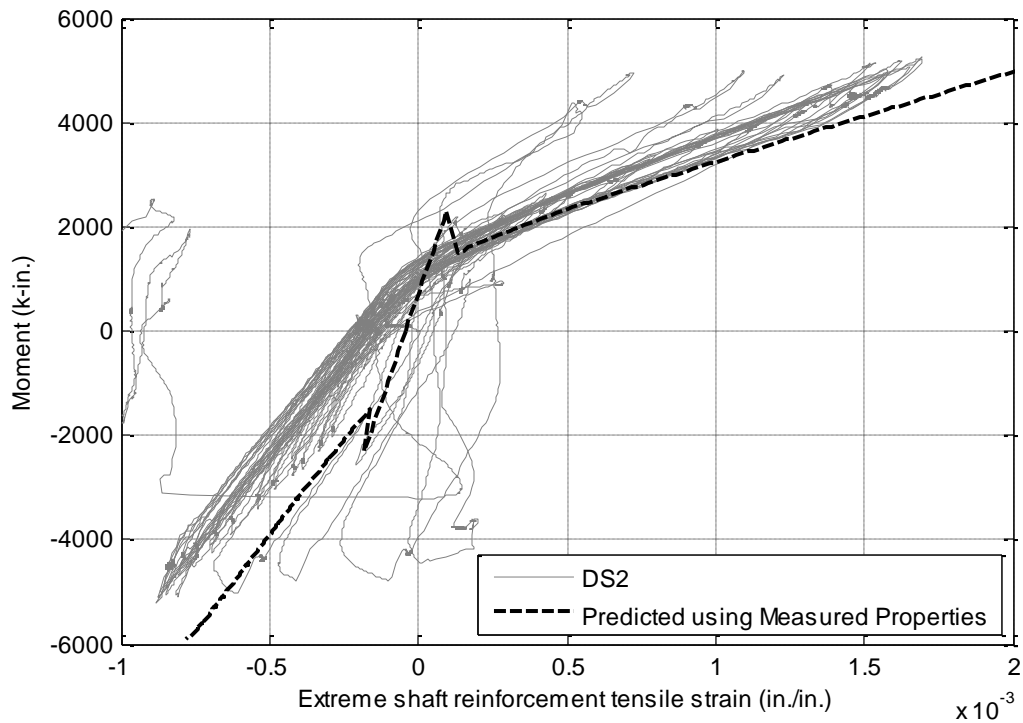 6000
4000
2000
0
-2000
-4000
-6000
Moment (k-in.)
DS2
Predicted using Measured Properties
-1
-0.5
0
0.5
1
1.5
2
Extreme shaft reinforcement tensile strain (in./in.)
x 10⁻³